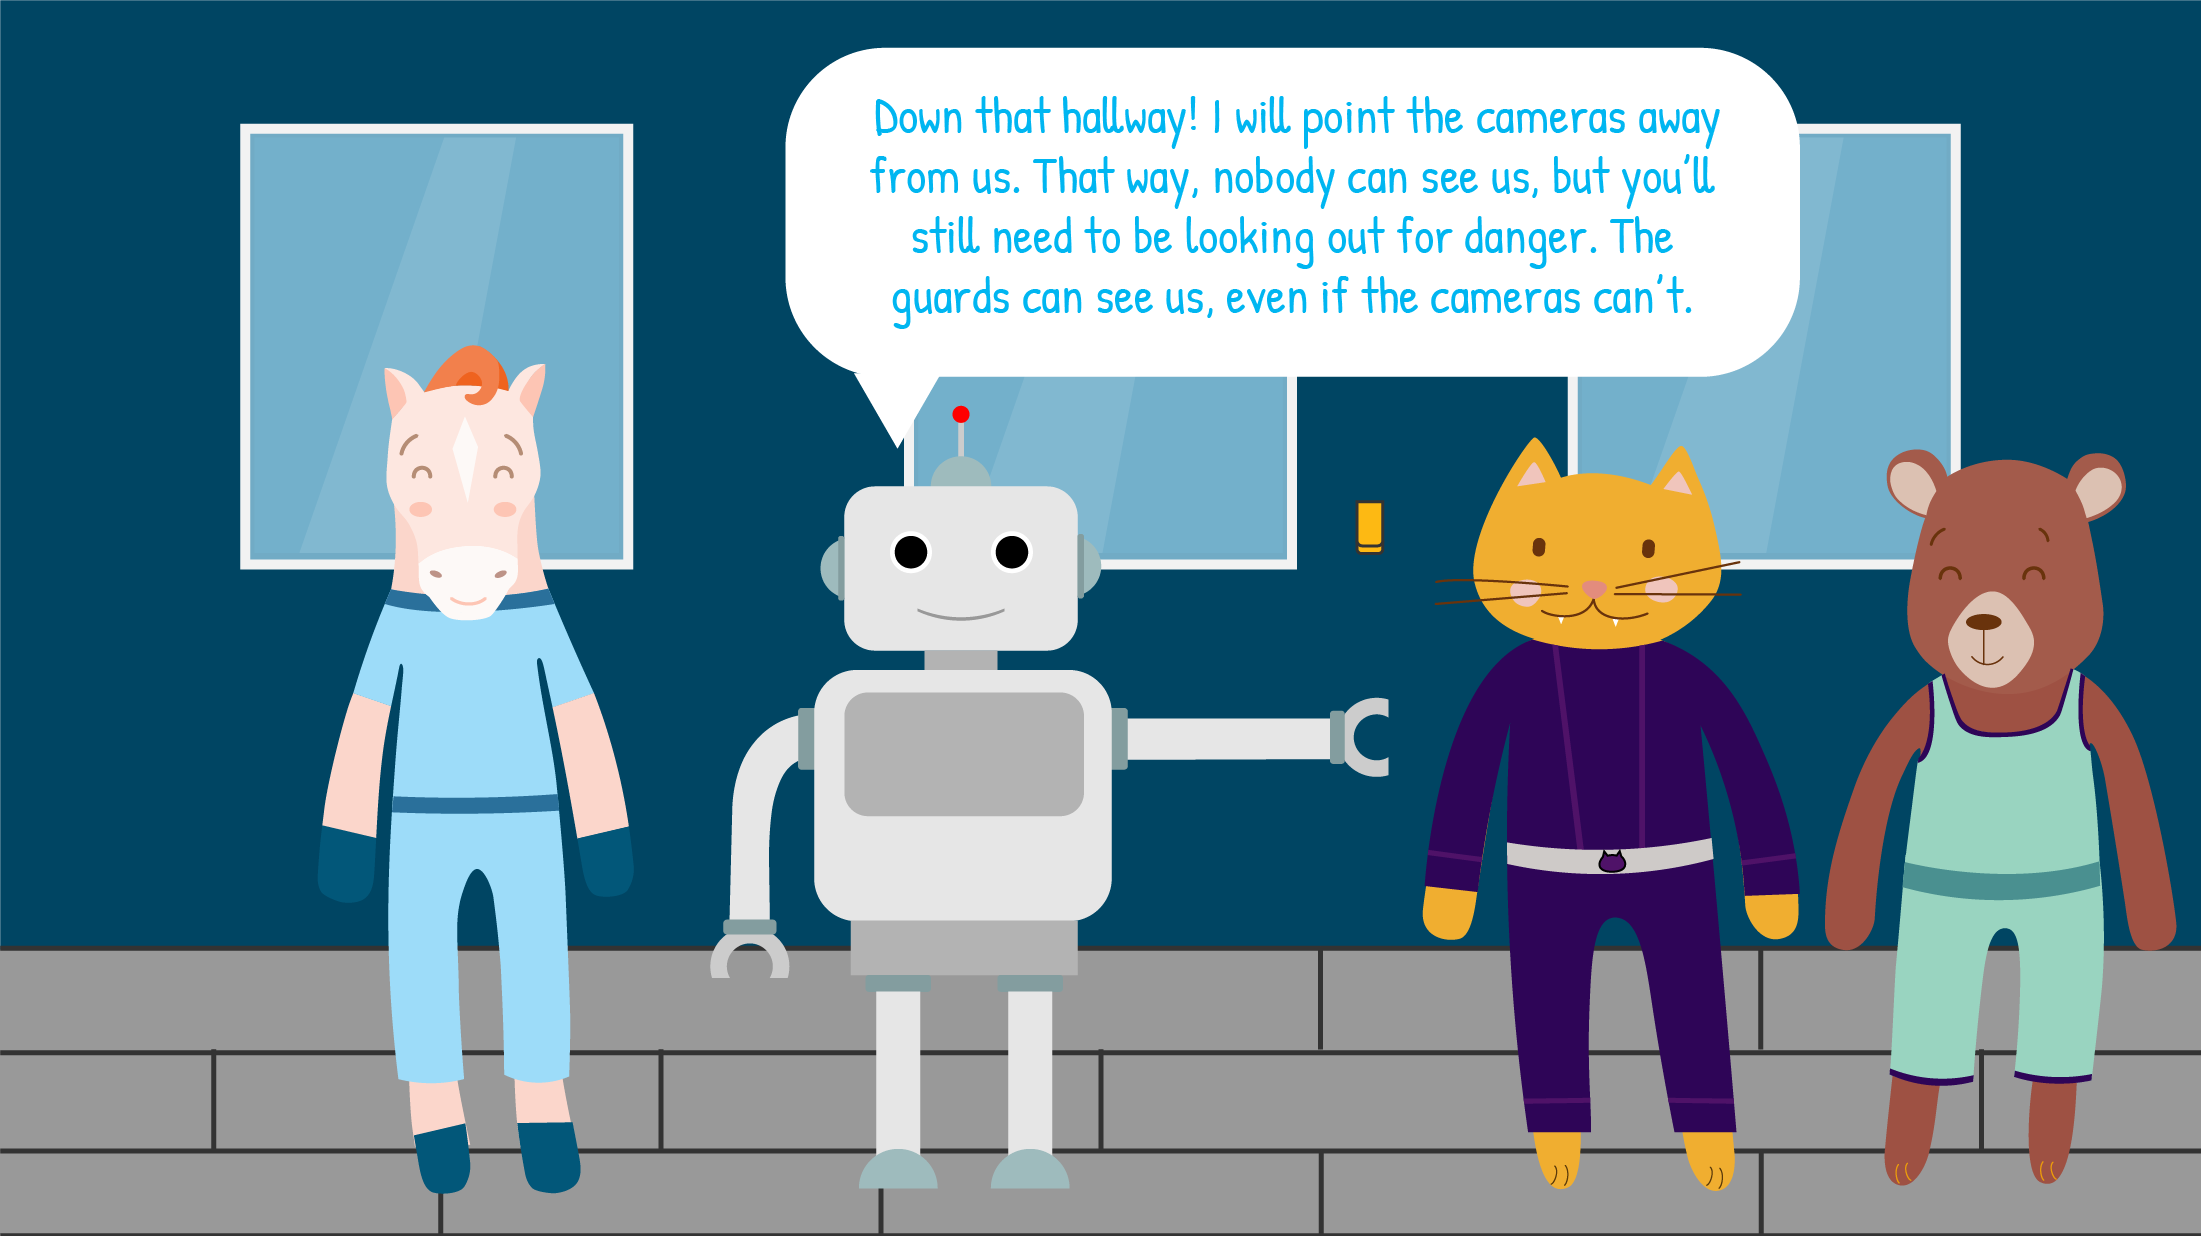 Down that hallway! I will point the cameras away
from us. That way, nobody can see us, but you'll
still need to be looking out for danger. The
guards can see us, even if the cameras can't.